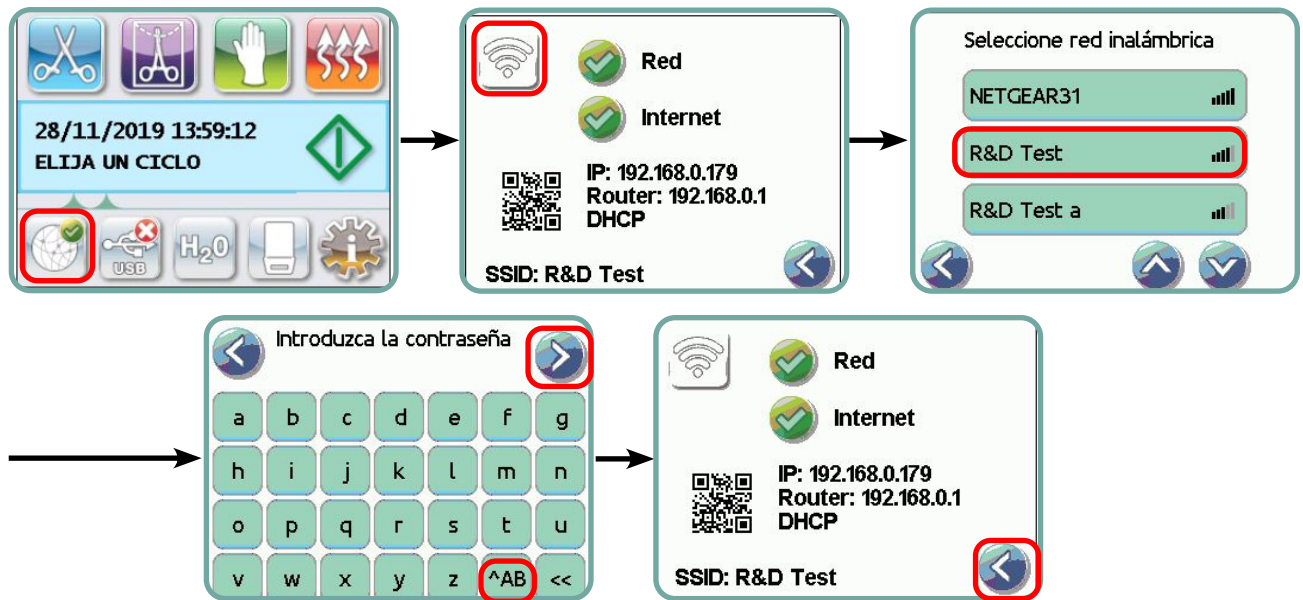 28/11/2019 13:59:12
ELIJA UN CICLO
USB
H₂O
i
Red
Internet
IP: 192.168.0.179
Router: 192.168.0.1
DHCP
SSID: R&D Test
Seleccione red inalámbrica
NETGEAR31
R&D Test
R&D Test a
Introduzca la contraseña
a b c d e f g
h i j k l m n
o p q r s t u
v w x y z ^AB <<
Red
Internet
IP: 192.168.0.179
Router: 192.168.0.1
DHCP
SSID: R&D Test